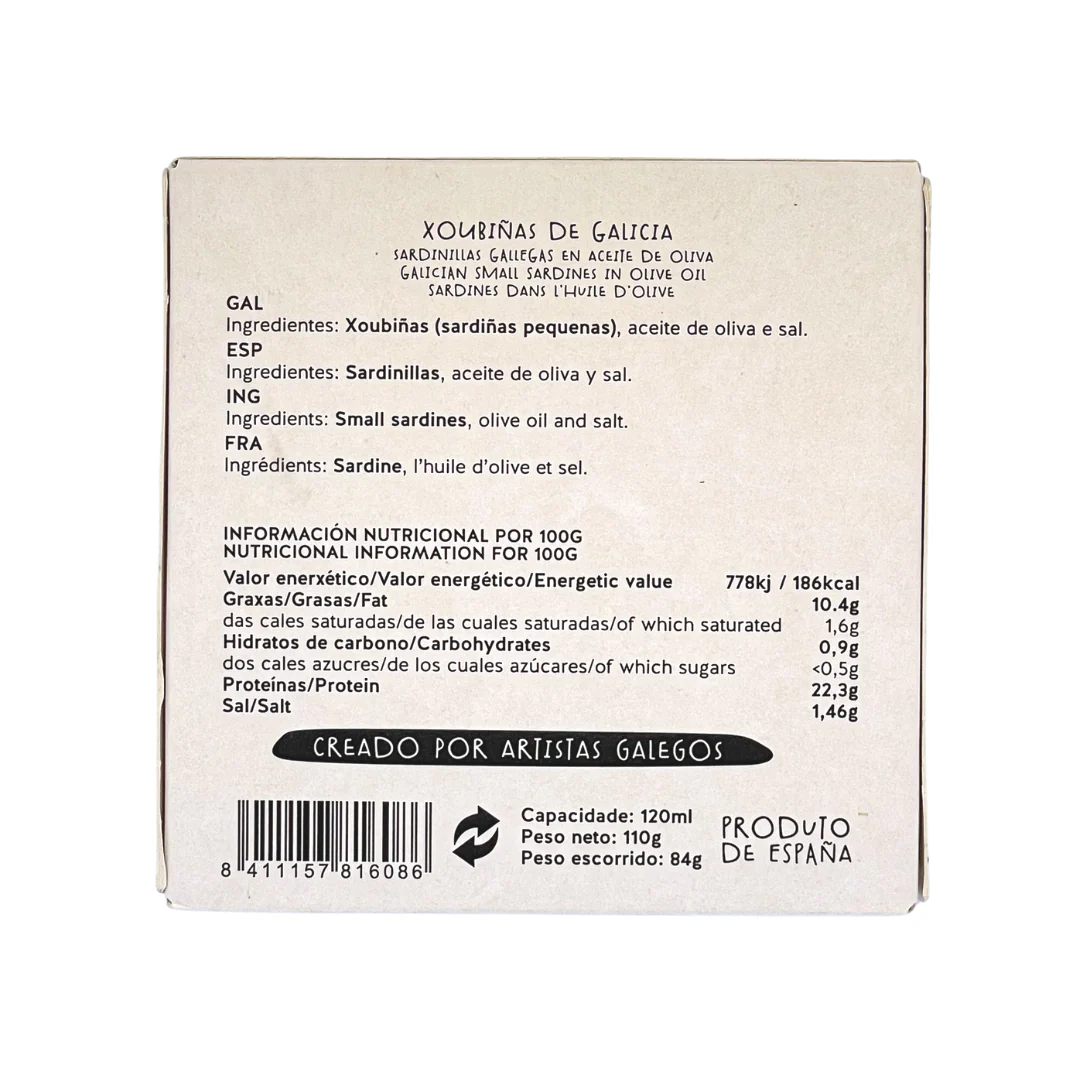 XOUBIÑAS DE GALICIA
SARDINILLAS GALLEGAS EN ACEITE DE OLIVA
GALICIAN SMALL SARDINES IN OLIVE OIL
SARDINES DANS L'HUILE D'OLIVE
GAL
Ingredientes: Xoubiñas (sardiñas pequenas), aceite de oliva e sal.
ESP
Ingredientes: Sardinillas, aceite de oliva y sal.
ING
Ingredients: Small sardines, olive oil and salt.
FRA
Ingrédients: Sardine, l'huile d'olive et sel.
INFORMACIÓN NUTRICIONAL POR 100G
NUTRICIONAL INFORMATION FOR 100G
Valor enerxético/Valor energético/Energetic value 778kj / 186kcal
Graxas/Grasas/Fat 10.4g
das cales saturadas/de las cuales saturadas/of which saturated 1,6g
Hidratos de carbono/Carbohydrates 0,9g
dos cales azucres/de los cuales azúcares/of which sugars <0,5g
Proteínas/Protein 22,3g
Sal/Salt 1,46g
CREADO POR ARTISTAS GALEGOS
8 411157 816086
Capacidade: 120ml
Peso neto: 110g
Peso escorrido: 84g
PRODUTO
DE ESPAÑA